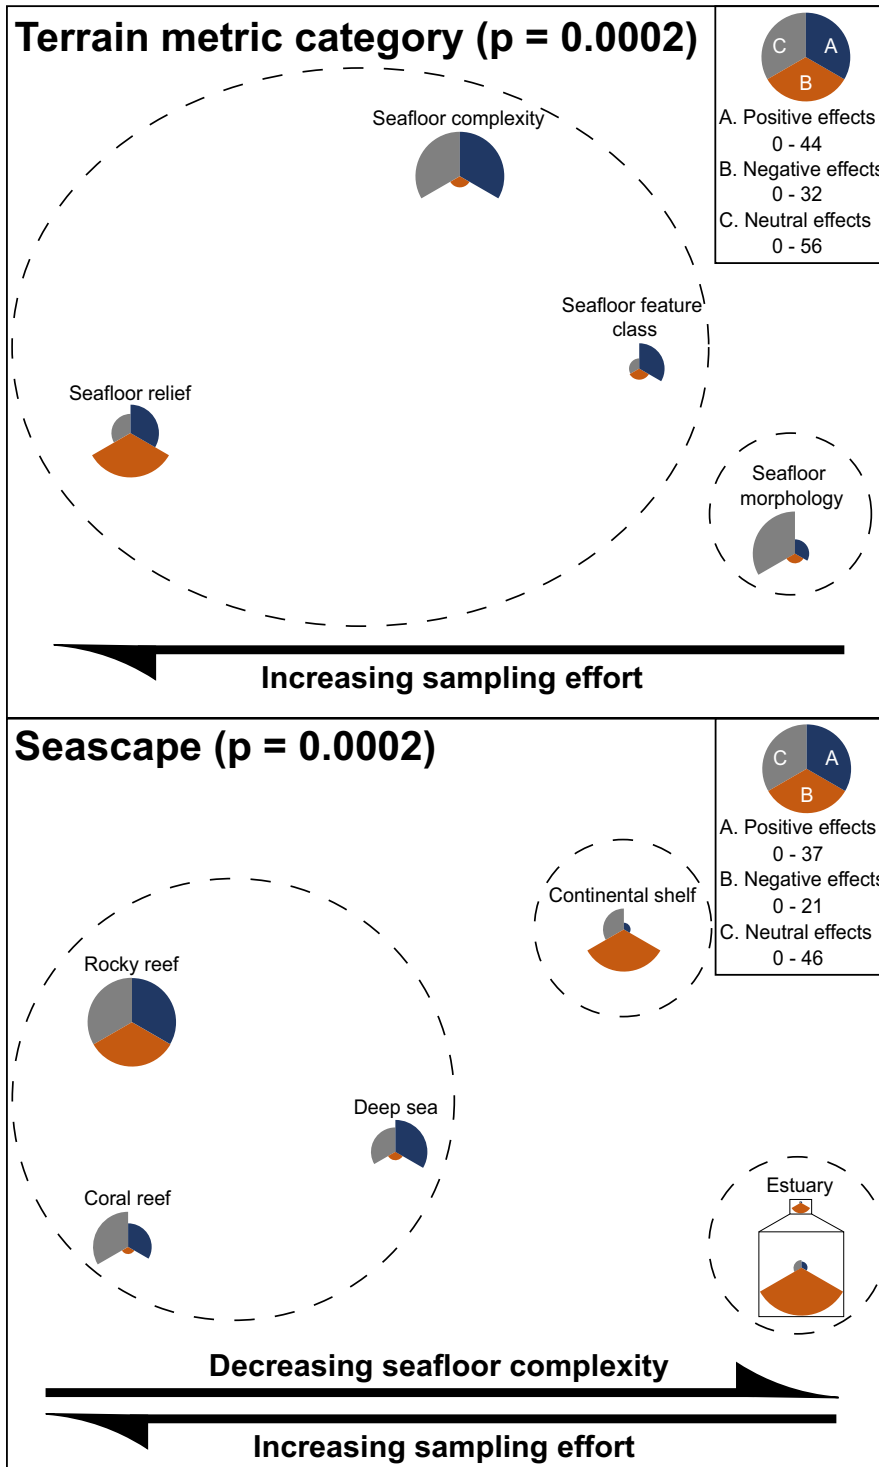 Terrain metric category (p = 0.0002)
C A
B
A. Positive effects
0 - 44
B. Negative effects
0 - 32
C. Neutral effects
0 - 56
Seafloor complexity
Seafloor feature
class
Seafloor relief
Seafloor
morphology
Increasing sampling effort
Seascape (p = 0.0002)
C A
B
A. Positive effects
0 - 37
B. Negative effects
0 - 21
C. Neutral effects
0 - 46
Continental shelf
Rocky reef
Deep sea
Coral reef
Estuary
Decreasing seafloor complexity
Increasing sampling effort